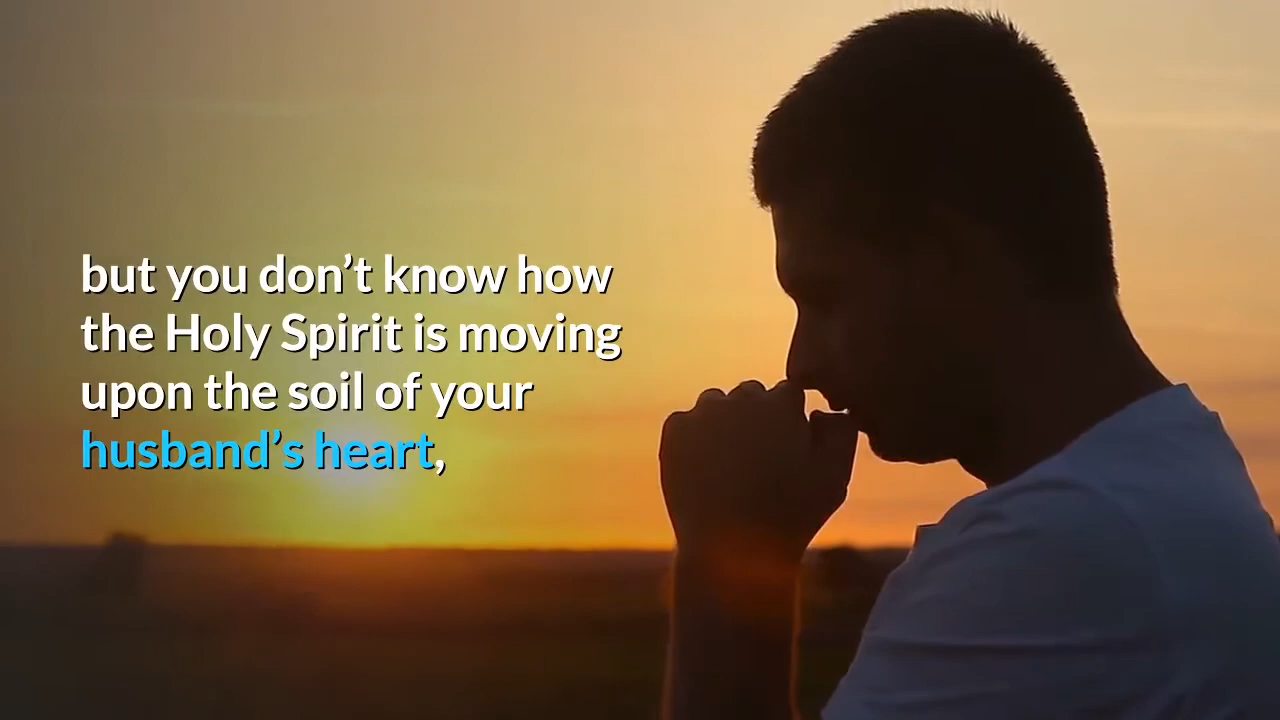 but you don’t know how
the Holy Spirit is moving
upon the soil of your
husband’s heart,